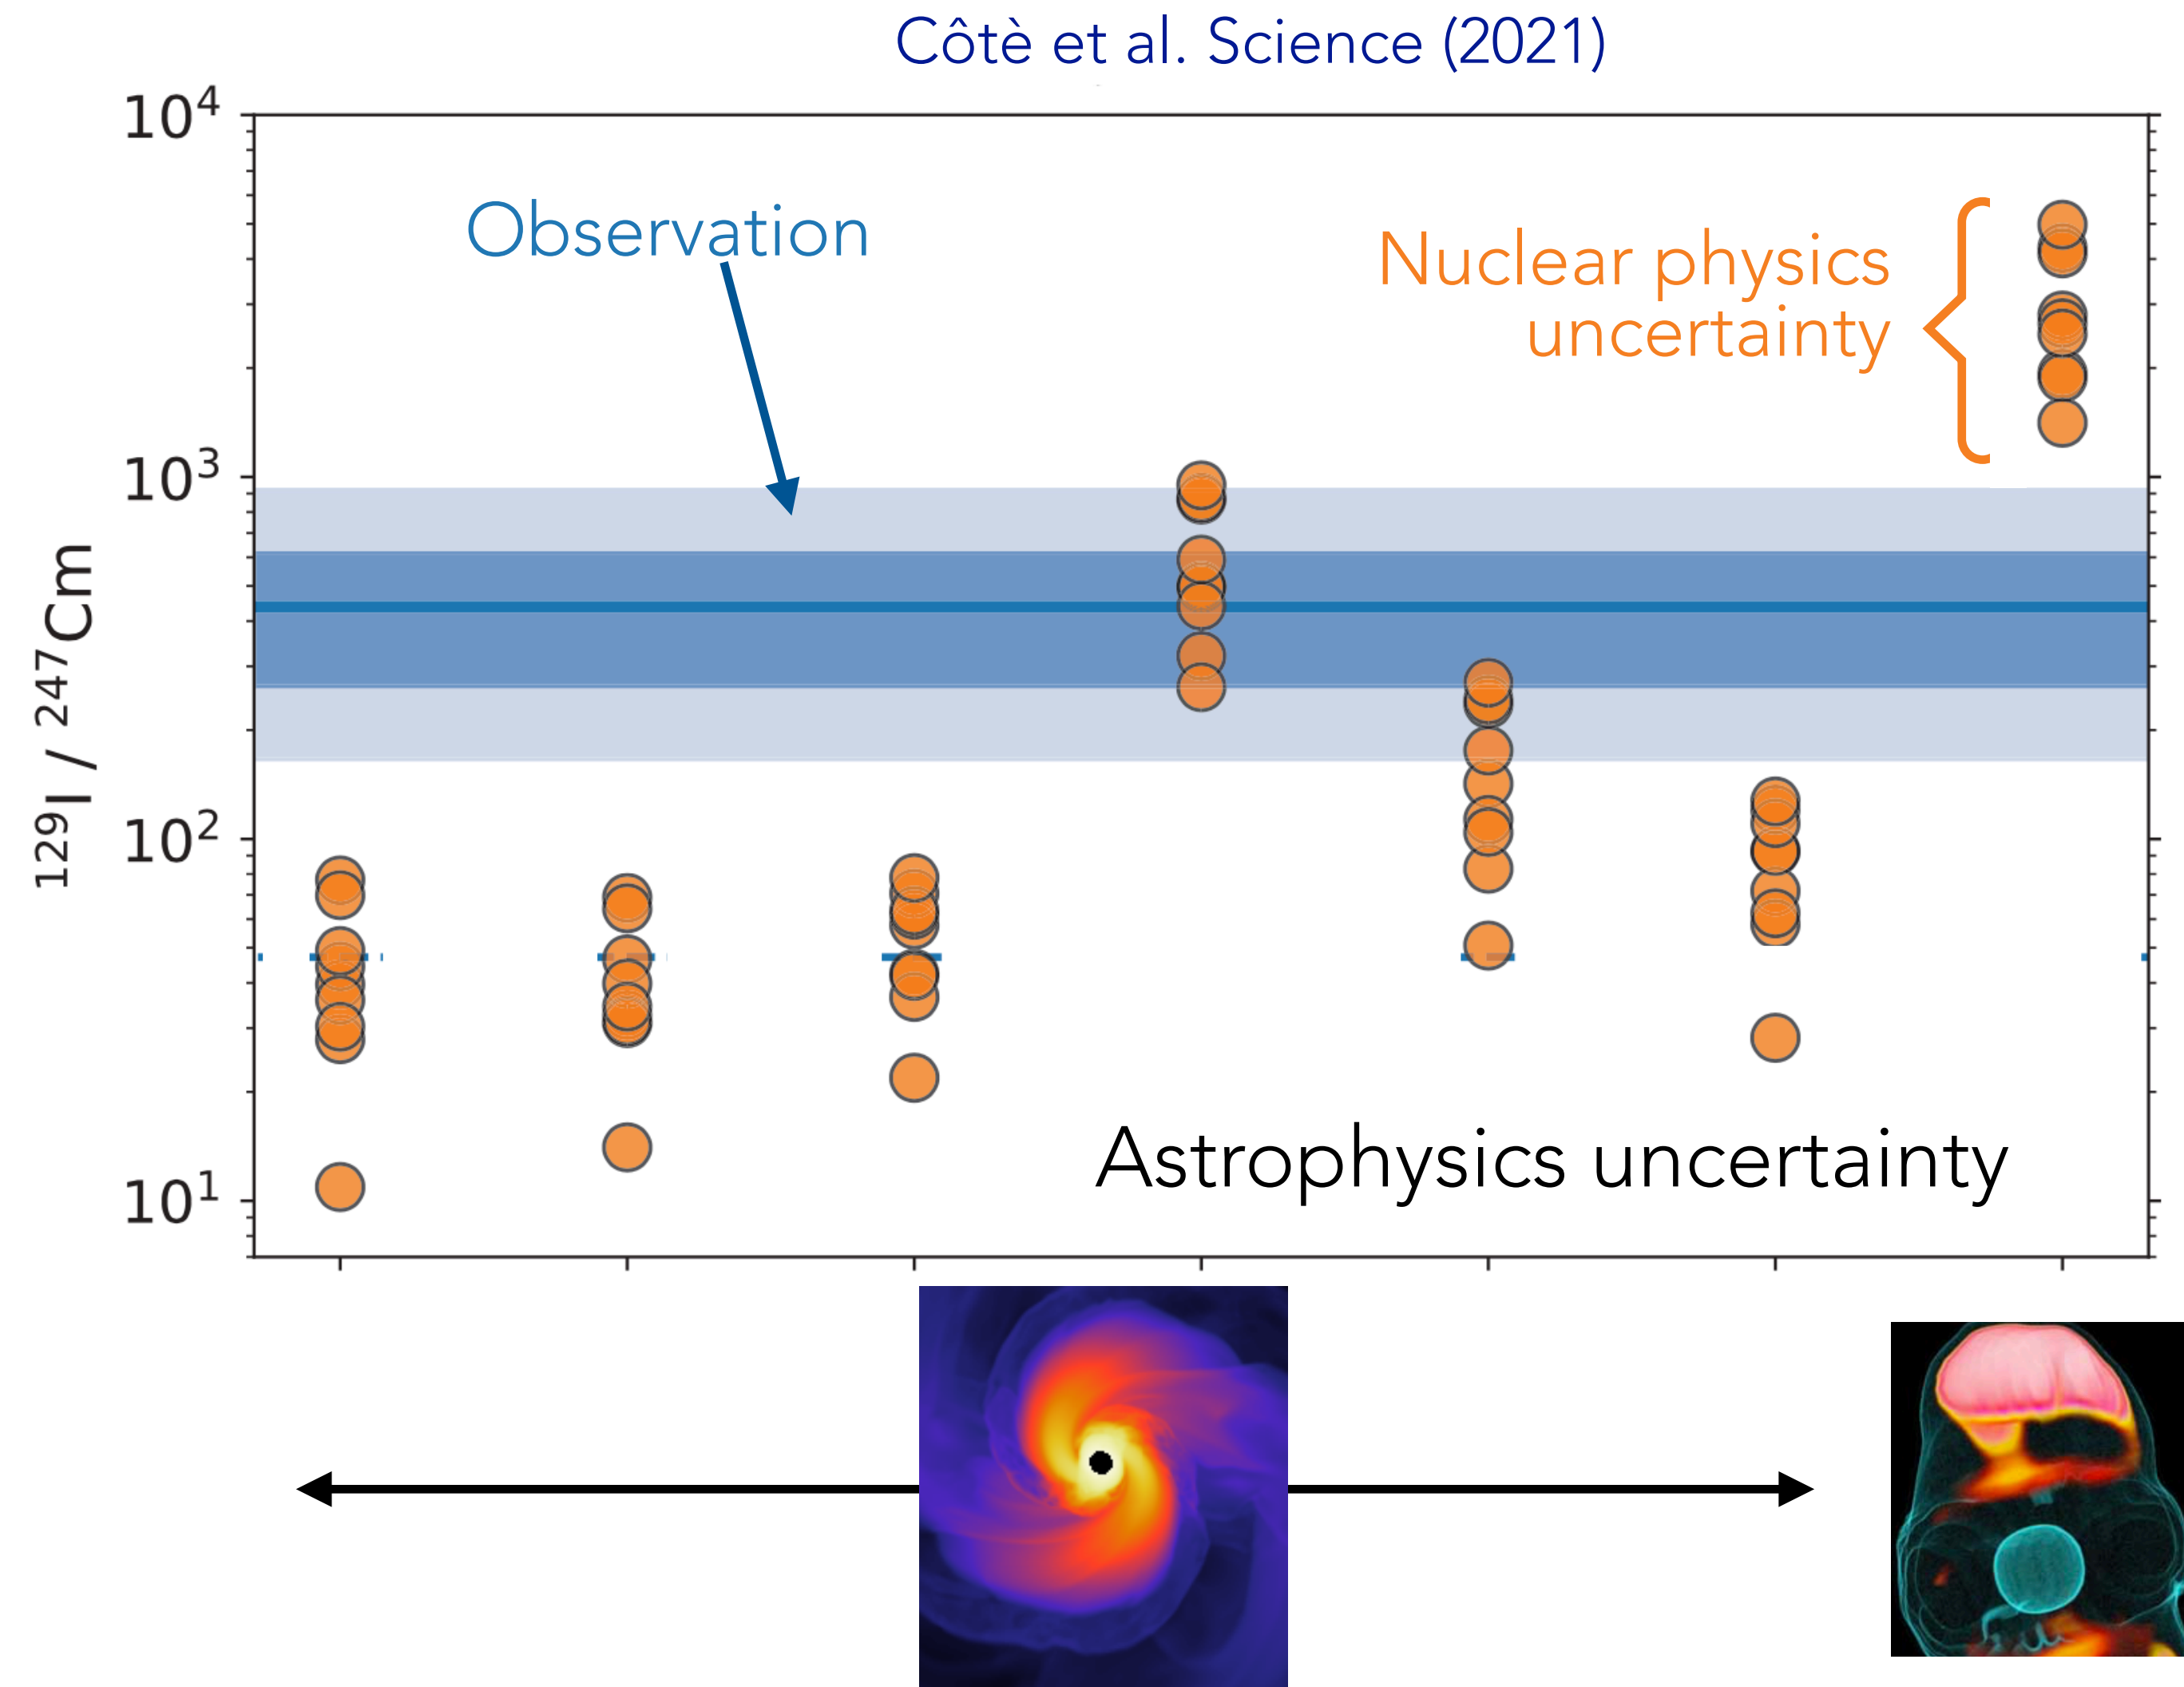 Côtè et al. Science (2021)
10⁴
Observation
Nuclear physics
uncertainty
10³
¹²⁹I / ²⁴⁷Cm
10²
Astrophysics uncertainty
10¹